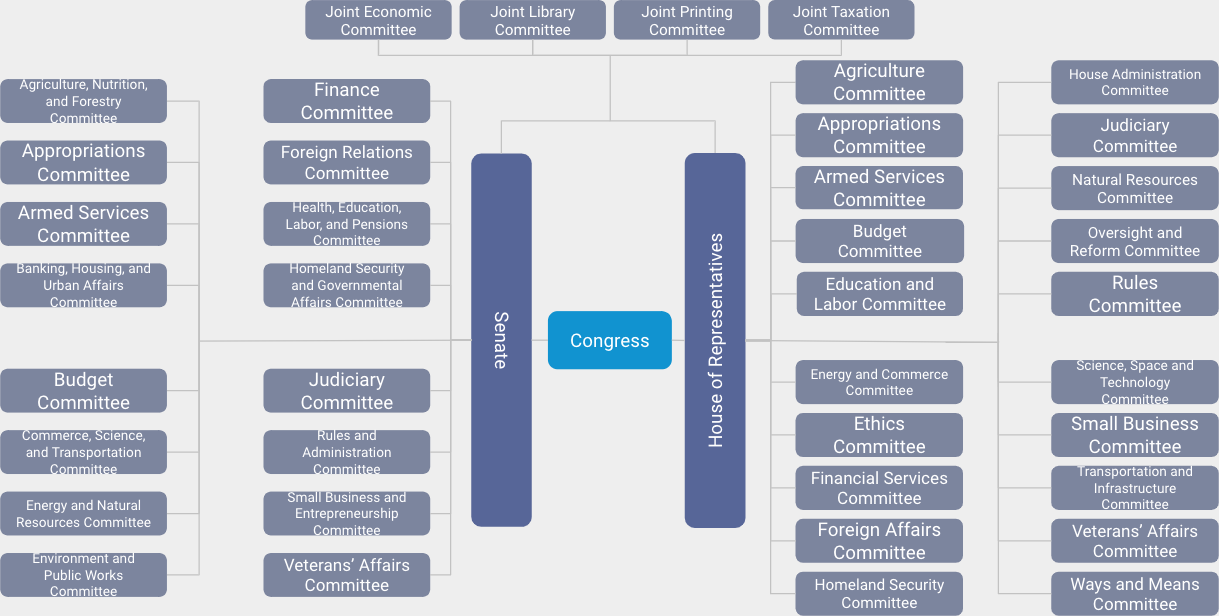 Joint Economic
Committee
Joint Library
Committee
Joint Printing
Committee
Joint Taxation
Committee
Agriculture, Nutrition,
and Forestry
Committee
Appropriations
Committee
Armed Services
Committee
Banking, Housing, and
Urban Affairs
Committee
Budget
Committee
Commerce, Science,
and Transportation
Committee
Energy and Natural
Resources Committee
Environment and
Public Works
Committee
Finance
Committee
Foreign Relations
Committee
Health, Education,
Labor, and Pensions
Committee
Homeland Security
and Governmental
Affairs Committee
Judiciary
Committee
Rules and
Administration
Committee
Small Business and
Entrepreneurship
Committee
Veterans’ Affairs
Committee
Senate
Congress
House of Representatives
Agriculture
Committee
Appropriations
Committee
Armed Services
Committee
Budget
Committee
Education and
Labor Committee
Energy and Commerce
Committee
Ethics
Committee
Financial Services
Committee
Foreign Affairs
Committee
Homeland Security
Committee
House Administration
Committee
Judiciary
Committee
Natural Resources
Committee
Oversight and
Reform Committee
Rules
Committee
Science, Space and
Technology
Committee
Small Business
Committee
Transportation and
Infrastructure
Committee
Veterans’ Affairs
Committee
Ways and Means
Committee